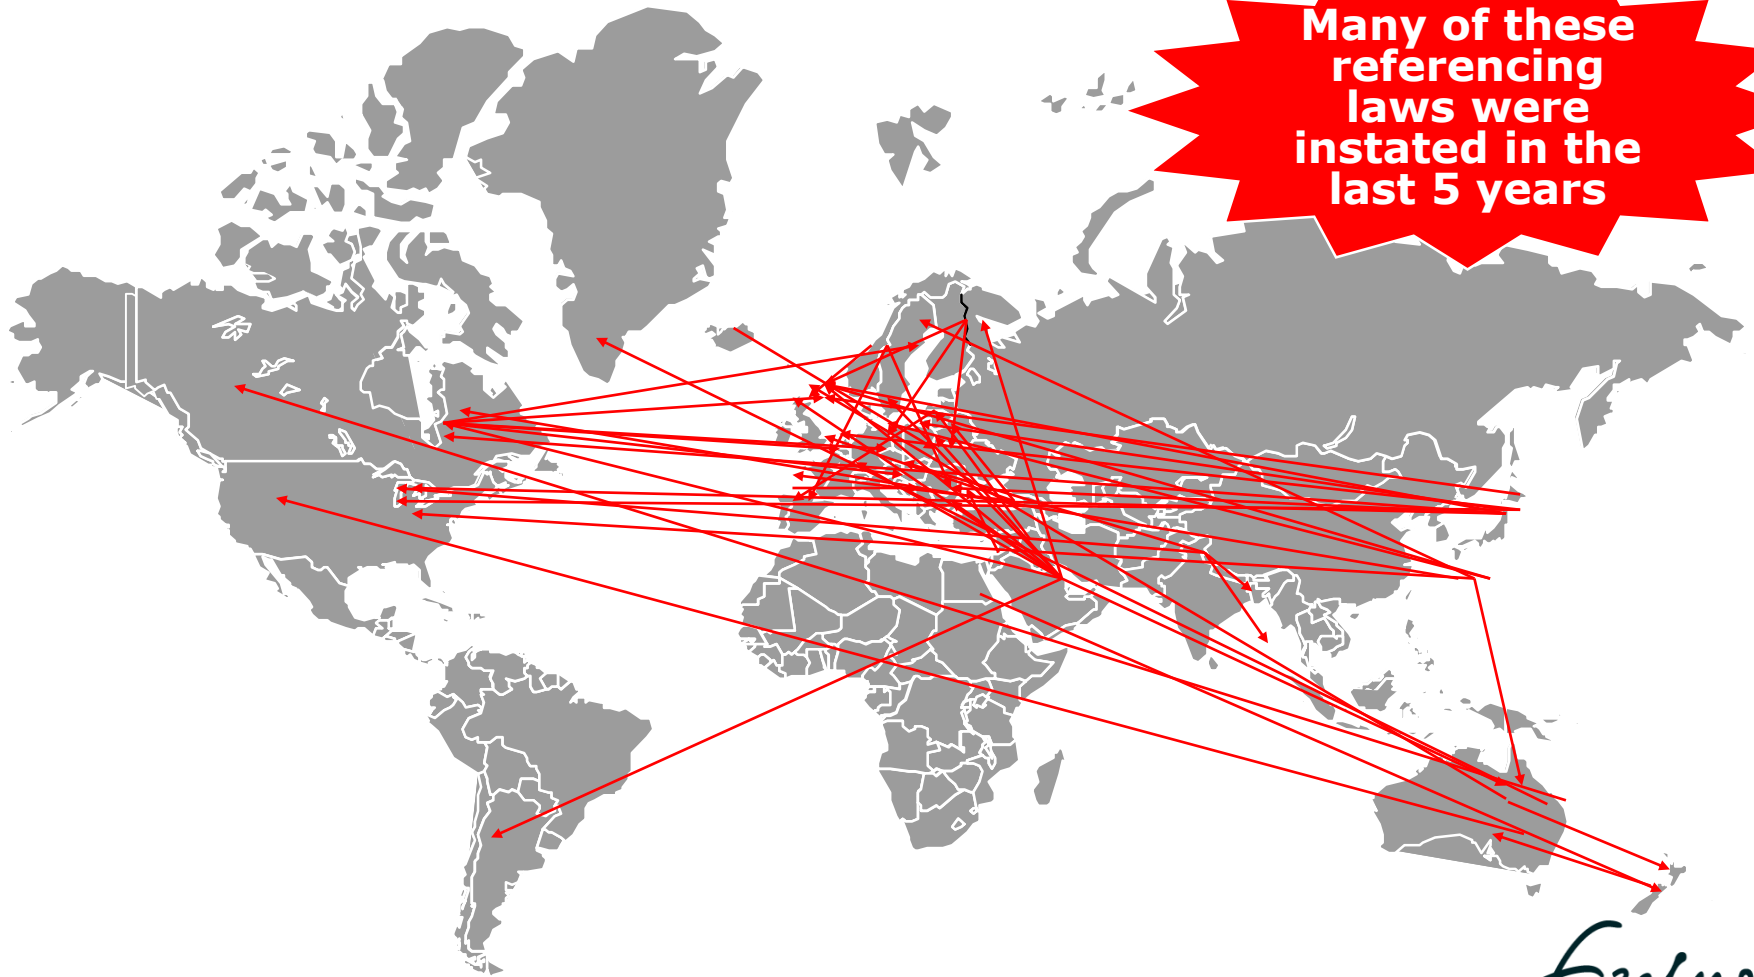 Many of these
referencing
laws were
instated in the
last 5 years